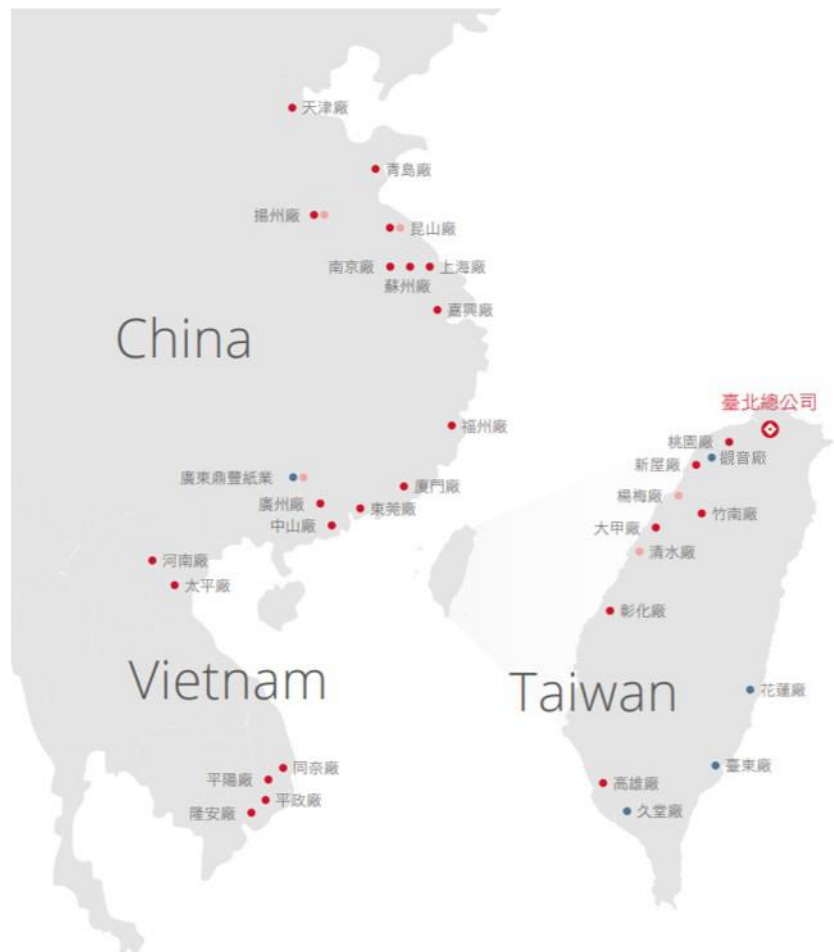 天津廠
青島廠
揚州廠
昆山廠
南京廠
上海廠
蘇州廠
嘉興廠
China
福州廠
廣東鼎豐紙業
廈門廠
廣州廠
東莞廠
中山廠
河南廠
太平廠
Vietnam
同奈廠
平陽廠
平政廠
隆安廠
臺北總公司
桃園廠
觀音廠
新屋廠
楊梅廠
竹南廠
大甲廠
清水廠
彰化廠
Taiwan
花蓮廠
臺東廠
高雄廠
久堂廠